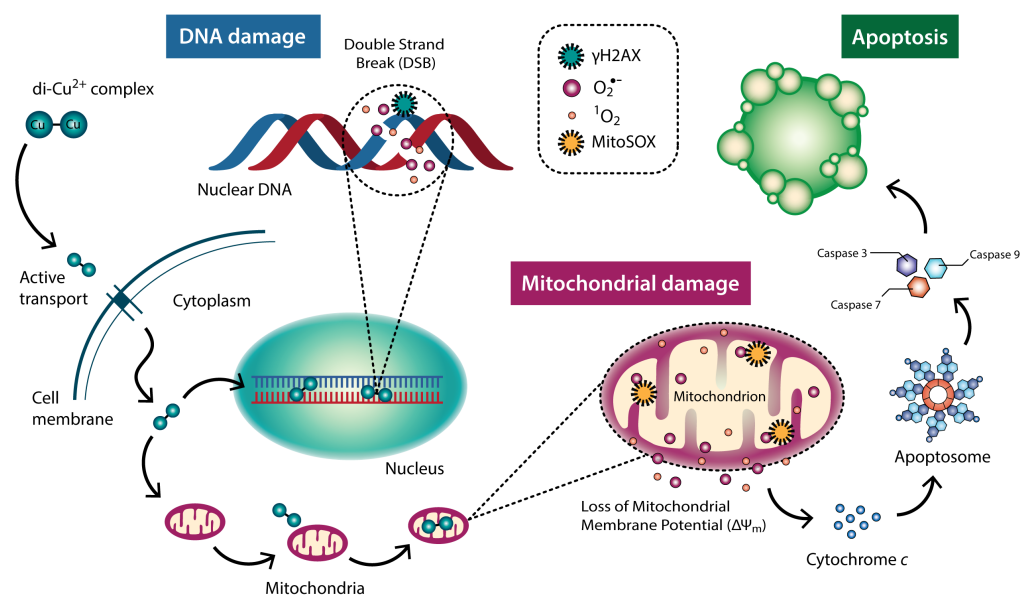 DNA damage
Double Strand
Break (DSB)
di-Cu²⁺ complex
Cu
Cu
Nuclear DNA
γH2AX
O₂•−
¹O₂
MitoSOX
Apoptosis
Active
transport
Cytoplasm
Cell
membrane
Nucleus
Mitochondria
Mitochondrial damage
Mitochondrion
Loss of Mitochondrial
Membrane Potential (ΔΨm)
Cytochrome c
Apoptosome
Caspase 3
Caspase 9
Caspase 7